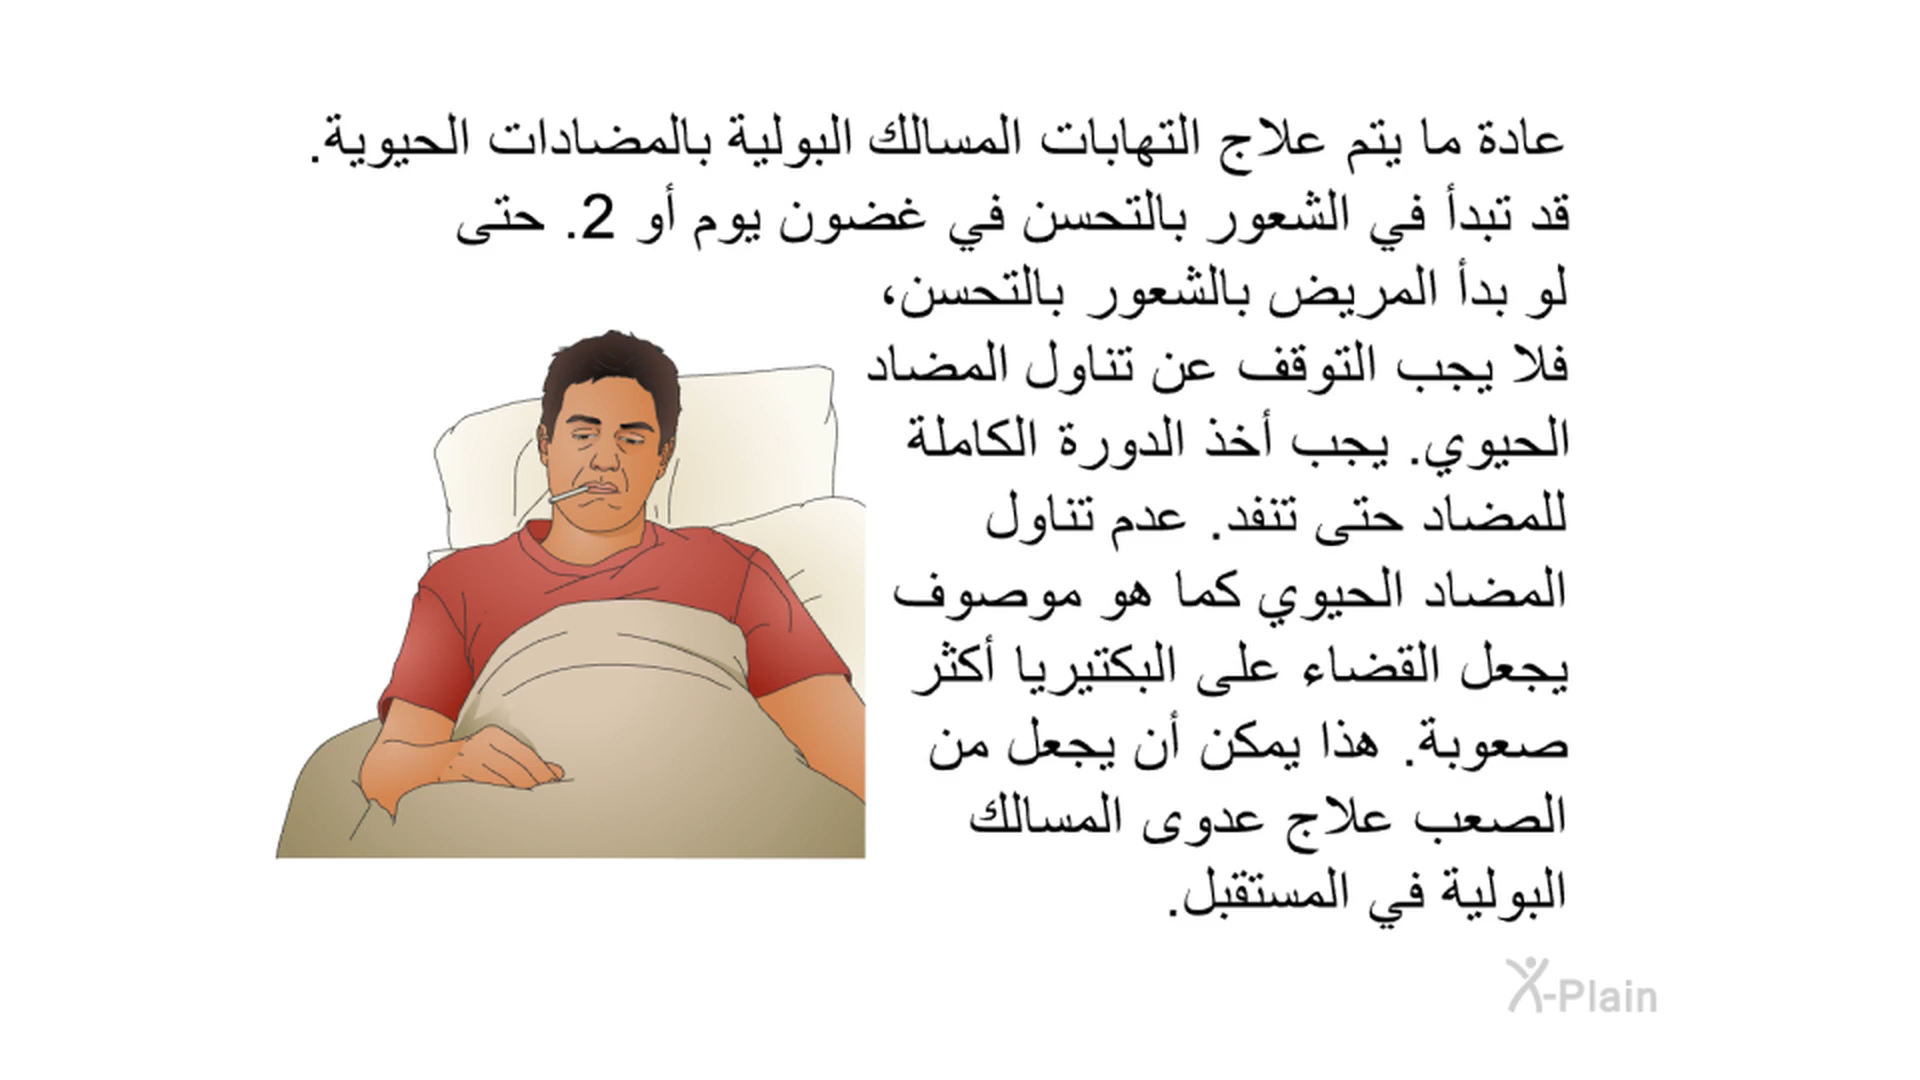 عادة ما يتم علاج التهابات المسالك البولية بالمضادات الحيوية.
قد تبدأ في الشعور بالتحسن في غضون يوم أو 2. حتى
لو بدأ المريض بالشعور بالتحسن،
فلا يجب التوقف عن تناول المضاد
الحيوي. يجب أخذ الدورة الكاملة
للمضاد حتى تنفد. عدم تناول
المضاد الحيوي كما هو موصوف
يجعل القضاء على البكتيريا أكثر
صعوبة. هذا يمكن أن يجعل من
الصعب علاج عدوى المسالك
البولية في المستقبل.
X-Plain